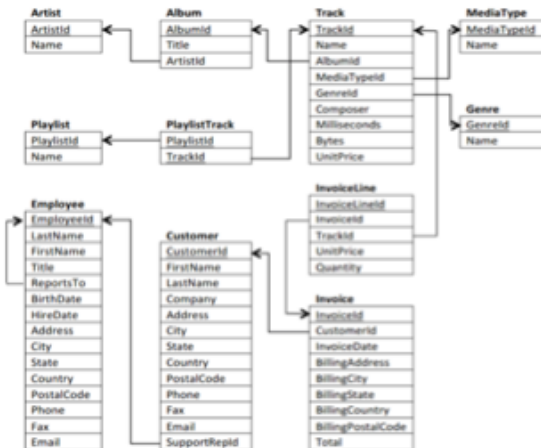 Artist
ArtistId
Name
Album
AlbumId
Title
ArtistId
Track
TrackId
Name
AlbumId
MediaTypeId
GenreId
Composer
Milliseconds
Bytes
UnitPrice
MediaType
MediaTypeId
Name
Genre
GenreId
Name
Playlist
PlaylistId
Name
PlaylistTrack
PlaylistId
TrackId
Employee
EmployeeId
LastName
FirstName
Title
ReportsTo
BirthDate
HireDate
Address
City
State
Country
PostalCode
Phone
Fax
Email
Customer
CustomerId
FirstName
LastName
Company
Address
City
State
Country
PostalCode
Phone
Fax
Email
SupportRepId
InvoiceLine
InvoiceLineId
InvoiceId
TrackId
UnitPrice
Quantity
Invoice
InvoiceId
CustomerId
InvoiceDate
BillingAddress
BillingCity
BillingState
BillingCountry
BillingPostalCode
Total